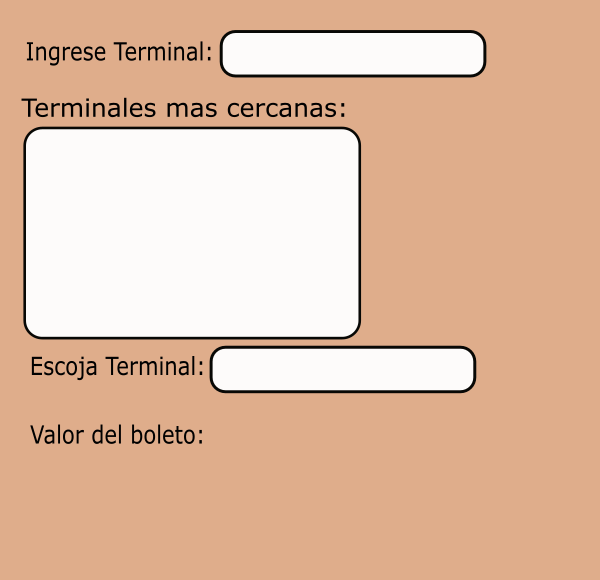 Ingrese Terminal:
Terminales mas cercanas:
Escoja Terminal:
Valor del boleto: